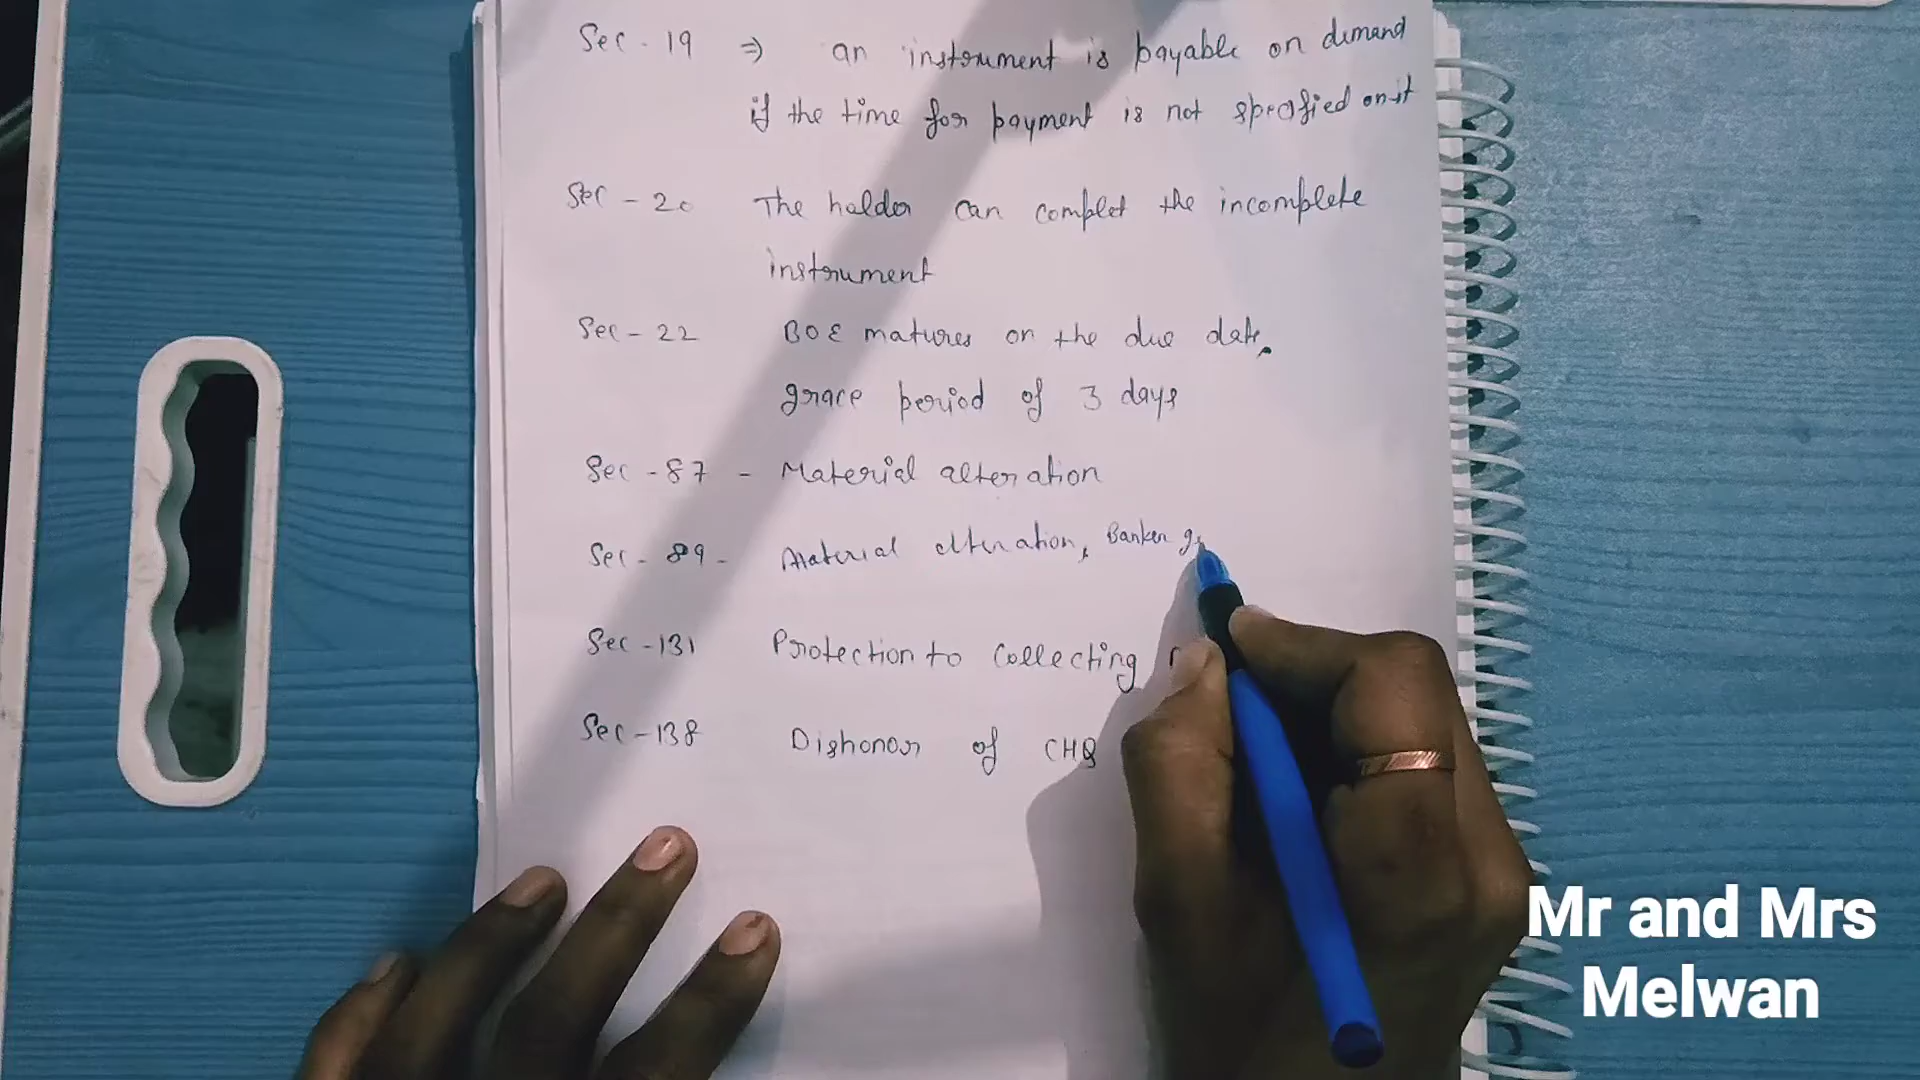 Sec - 19 ⇒ an instrument is payable on demand
if the time for payment is not specified on it
Sec - 20 The holder can complet the incomplete
instrument
Sec - 22 BOE matures on the due date.
grace period of 3 days
Sec - 87 - Material alteration
Sec - 89 - Material alteration, Banker
Sec - 131 Protection to Collecting
Sec - 138 Dishonour of CHQ
Mr and Mrs
Melwan